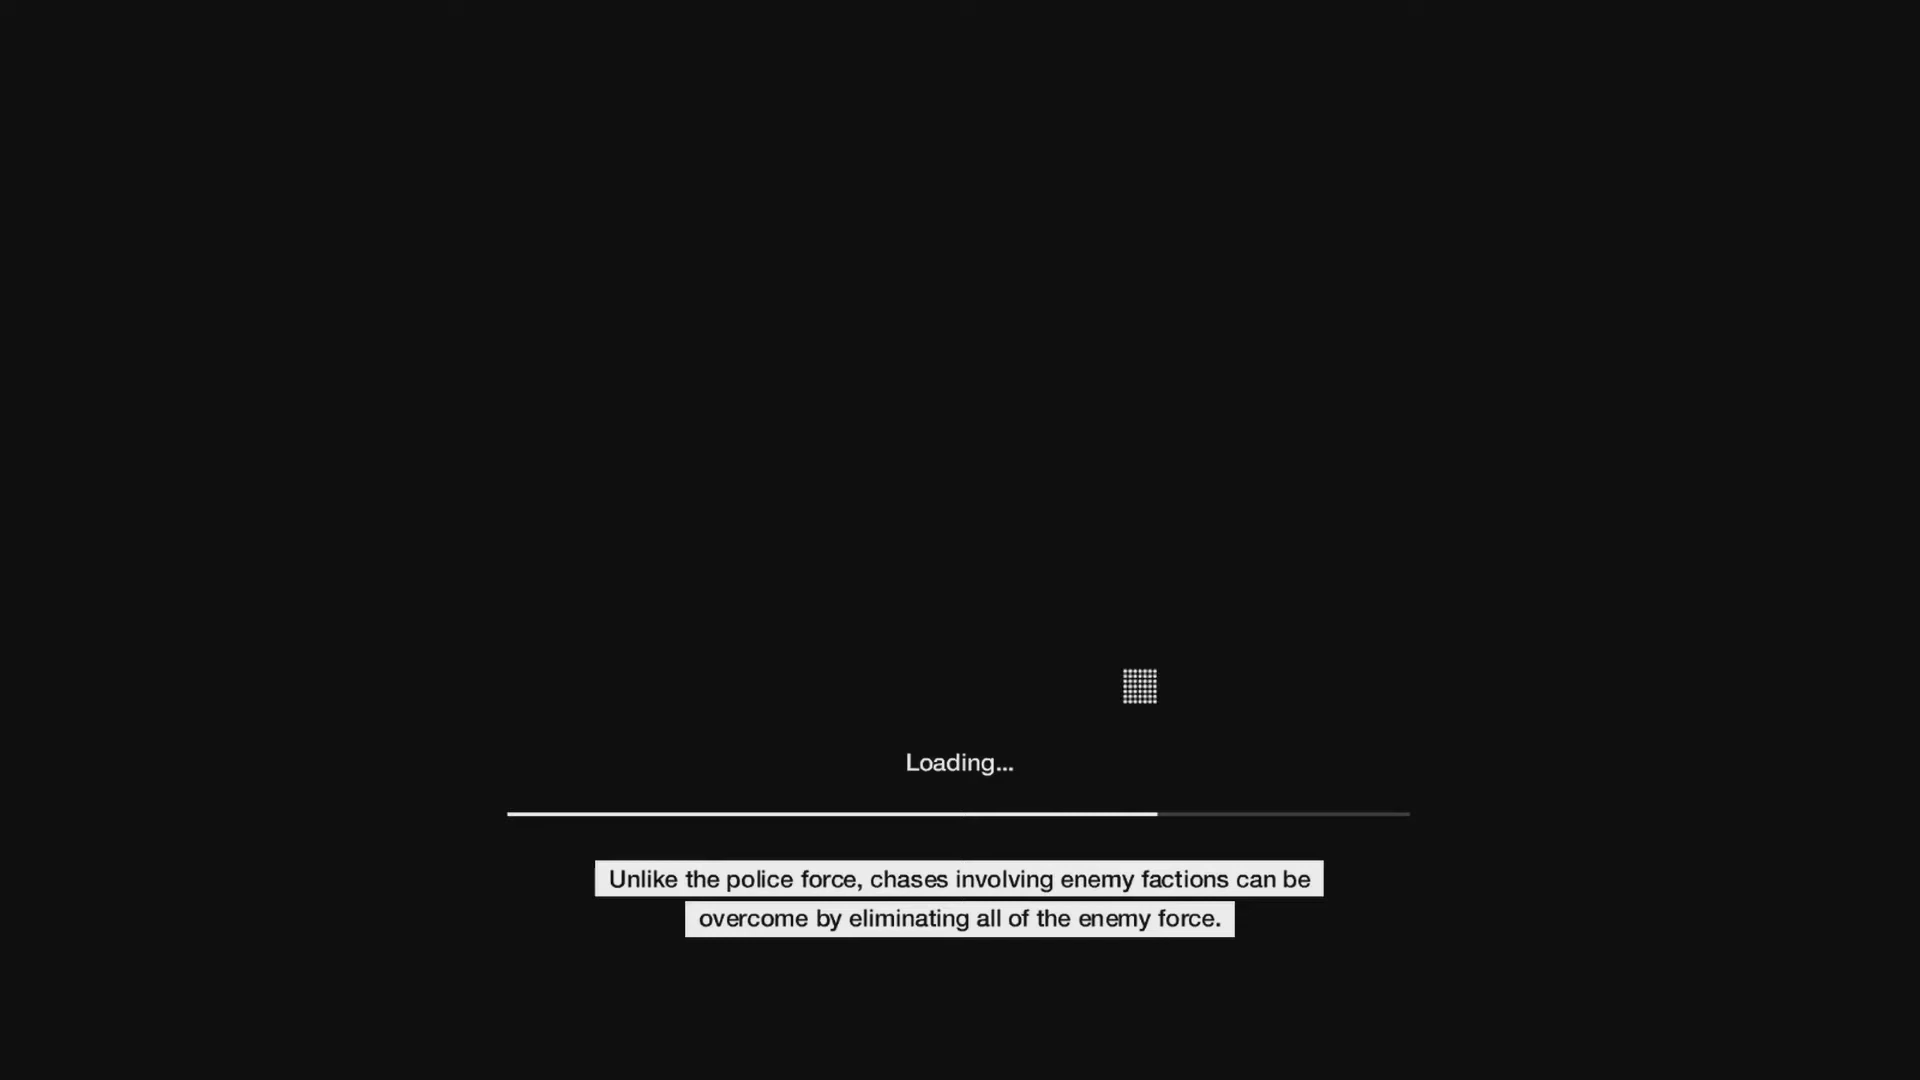 Loading...
Unlike the police force, chases involving enemy factions can be
overcome by eliminating all of the enemy force.